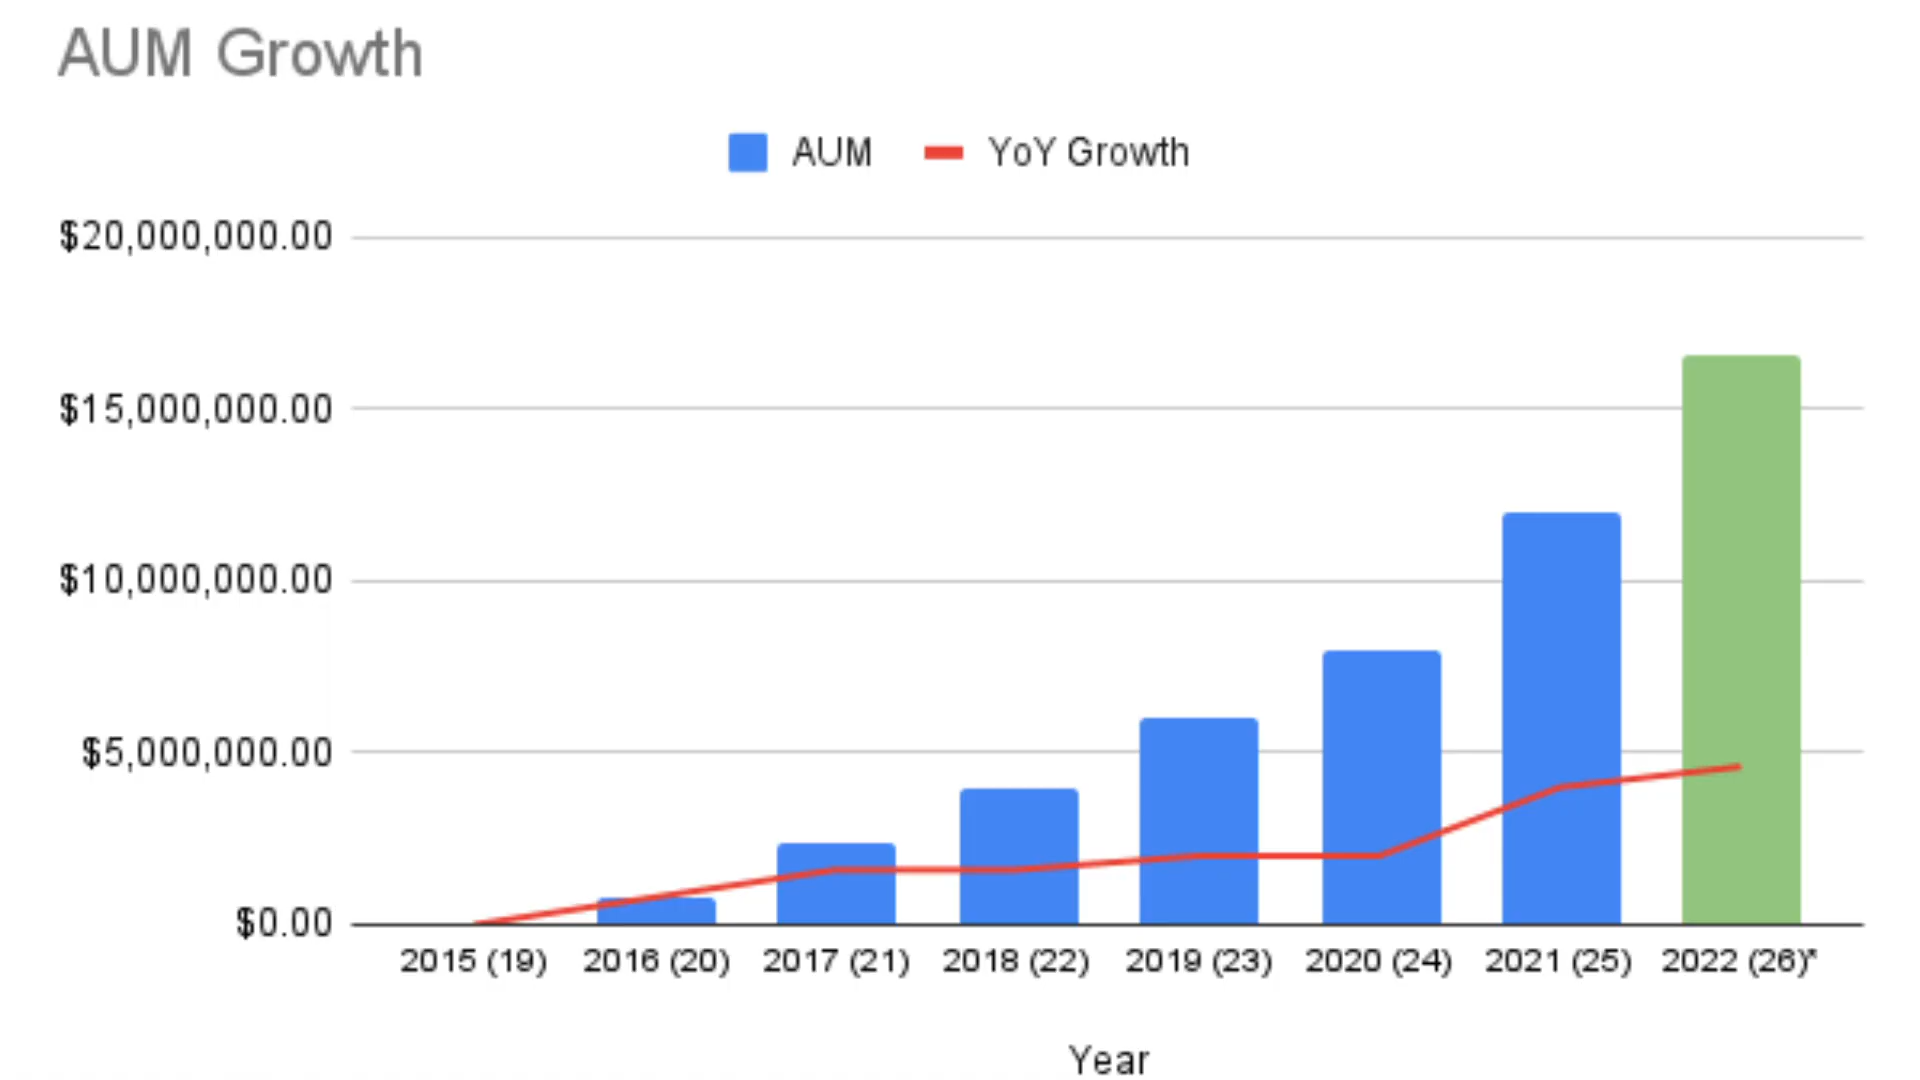 AUM Growth
AUM YoY Growth
$20,000,000.00
$15,000,000.00
$10,000,000.00
$5,000,000.00
$0.00
2015 (19) 2016 (20) 2017 (21) 2018 (22) 2019 (23) 2020 (24) 2021 (25) 2022 (26)*
Year